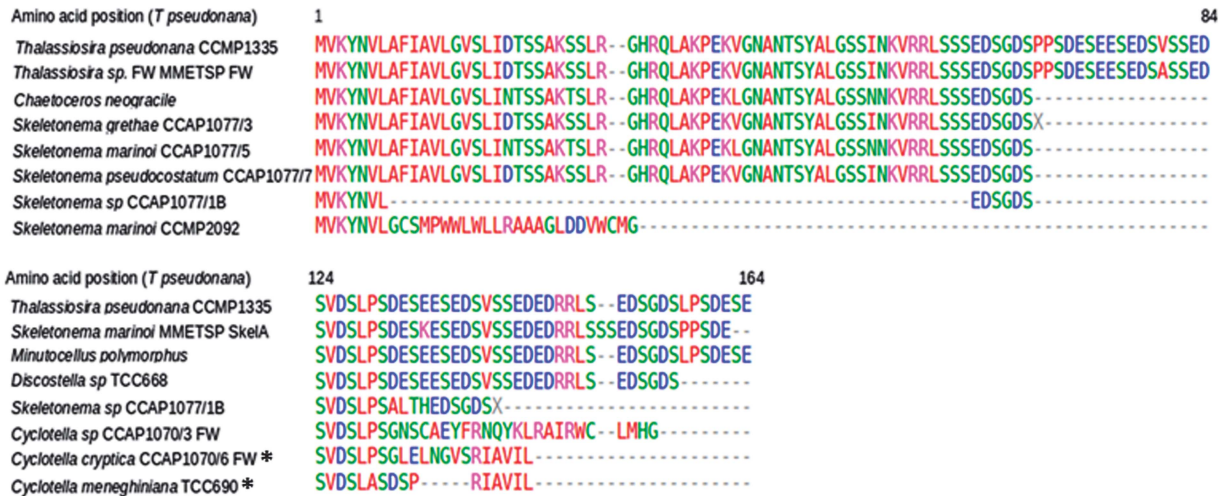 Amino acid position (T pseudonana) 1 84
Thalassiosira pseudonana CCMP1335 MVKYNVLAFIAVLGVSLIDTSSAKSSLR--GHRQLAKPEKVGNANTSYALGSSINKVRRLSSSEDSGDSPPSDESEESEDSVSSED
Thalassiosira sp. FW MMETSP FW MVKYNVLAFIAVLGVSLIDTSSAKSSLR--GHRQLAKPEKVGNANTSYALGSSINKVRRLSSSEDSGDSPPSDESEESEDSASSED
Chaetoceros neogracile MVKYNVLAFIAVLGVSLINTSSAKTSLR--GHRQLAKPEKLGNANTSYALGSSNNKVRRLSSSEDSGDS-----------------
Skeletonema grethae CCAP1077/3 MVKYNVLAFIAVLGVSLIDTSSAKSSLR--GHRQLAKPEKVGNANTSYALGSSINKVRRLSSSEDSGDSX----------------
Skeletonema marinoi CCAP1077/5 MVKYNVLAFIAVLGVSLINTSSAKTSLR--GHRQLAKPEKLGNANTSYALGSSNNKVRRLSSSEDSGDS-----------------
Skeletonema pseudocostatum CCAP1077/7 MVKYNVLAFIAVLGVSLIDTSSAKSSLR--GHRQLAKPEKVGNANTSYALGSSINKVRRLSSSEDSGDS-----------------
Skeletonema sp CCAP1077/1B MVKYNVL--------------------------------------------------------EDSGDS-----------------
Skeletonema marinoi CCMP2092 MVKYNVLGCSMPWWLWLLRAAAGLDDVWCMG-------------------------------------------------------
Amino acid position (T pseudonana) 124 164
Thalassiosira pseudonana CCMP1335 SVDSLPSDESEESEDSVSSEDEDRRLS--EDSGDSLPSDESE
Skeletonema marinoi MMETSP SkelA SVDSLPSDESKESEDSVSSEDEDRRLSSSEDSGDSPPSDE--
Minutocellus polymorphus SVDSLPSDESEESEDSVSSEDEDRRLS--EDSGDSLPSDESE
Discostella sp TCC668 SVDSLPSDESEESEDSVSSEDEDRRLS--EDSGDS-------
Skeletonema sp CCAP1077/1B SVDSLPSALTHEDSGDSX------------------------
Cyclotella sp CCAP1070/3 FW SVDSLPSGNSCAEYFRNQYKLRAIRWC--LMHG---------
Cyclotella cryptica CCAP1070/6 FW * SVDSLPSGLELNGVSRIAVIL---------------------
Cyclotella meneghiniana TCC690 * SVDSLASDSP-----RIAVIL---------------------